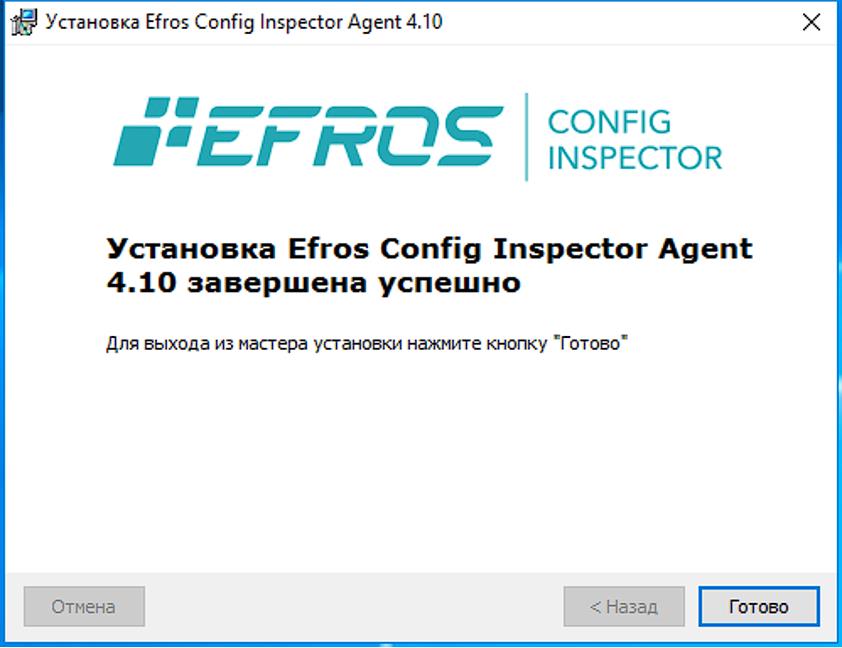 Установка Efros Config Inspector Agent 4.10
EFROS
CONFIG
INSPECTOR
Установка Efros Config Inspector Agent
4.10 завершена успешно
Для выхода из мастера установки нажмите кнопку "Готово"
Отмена
< Назад
Готово